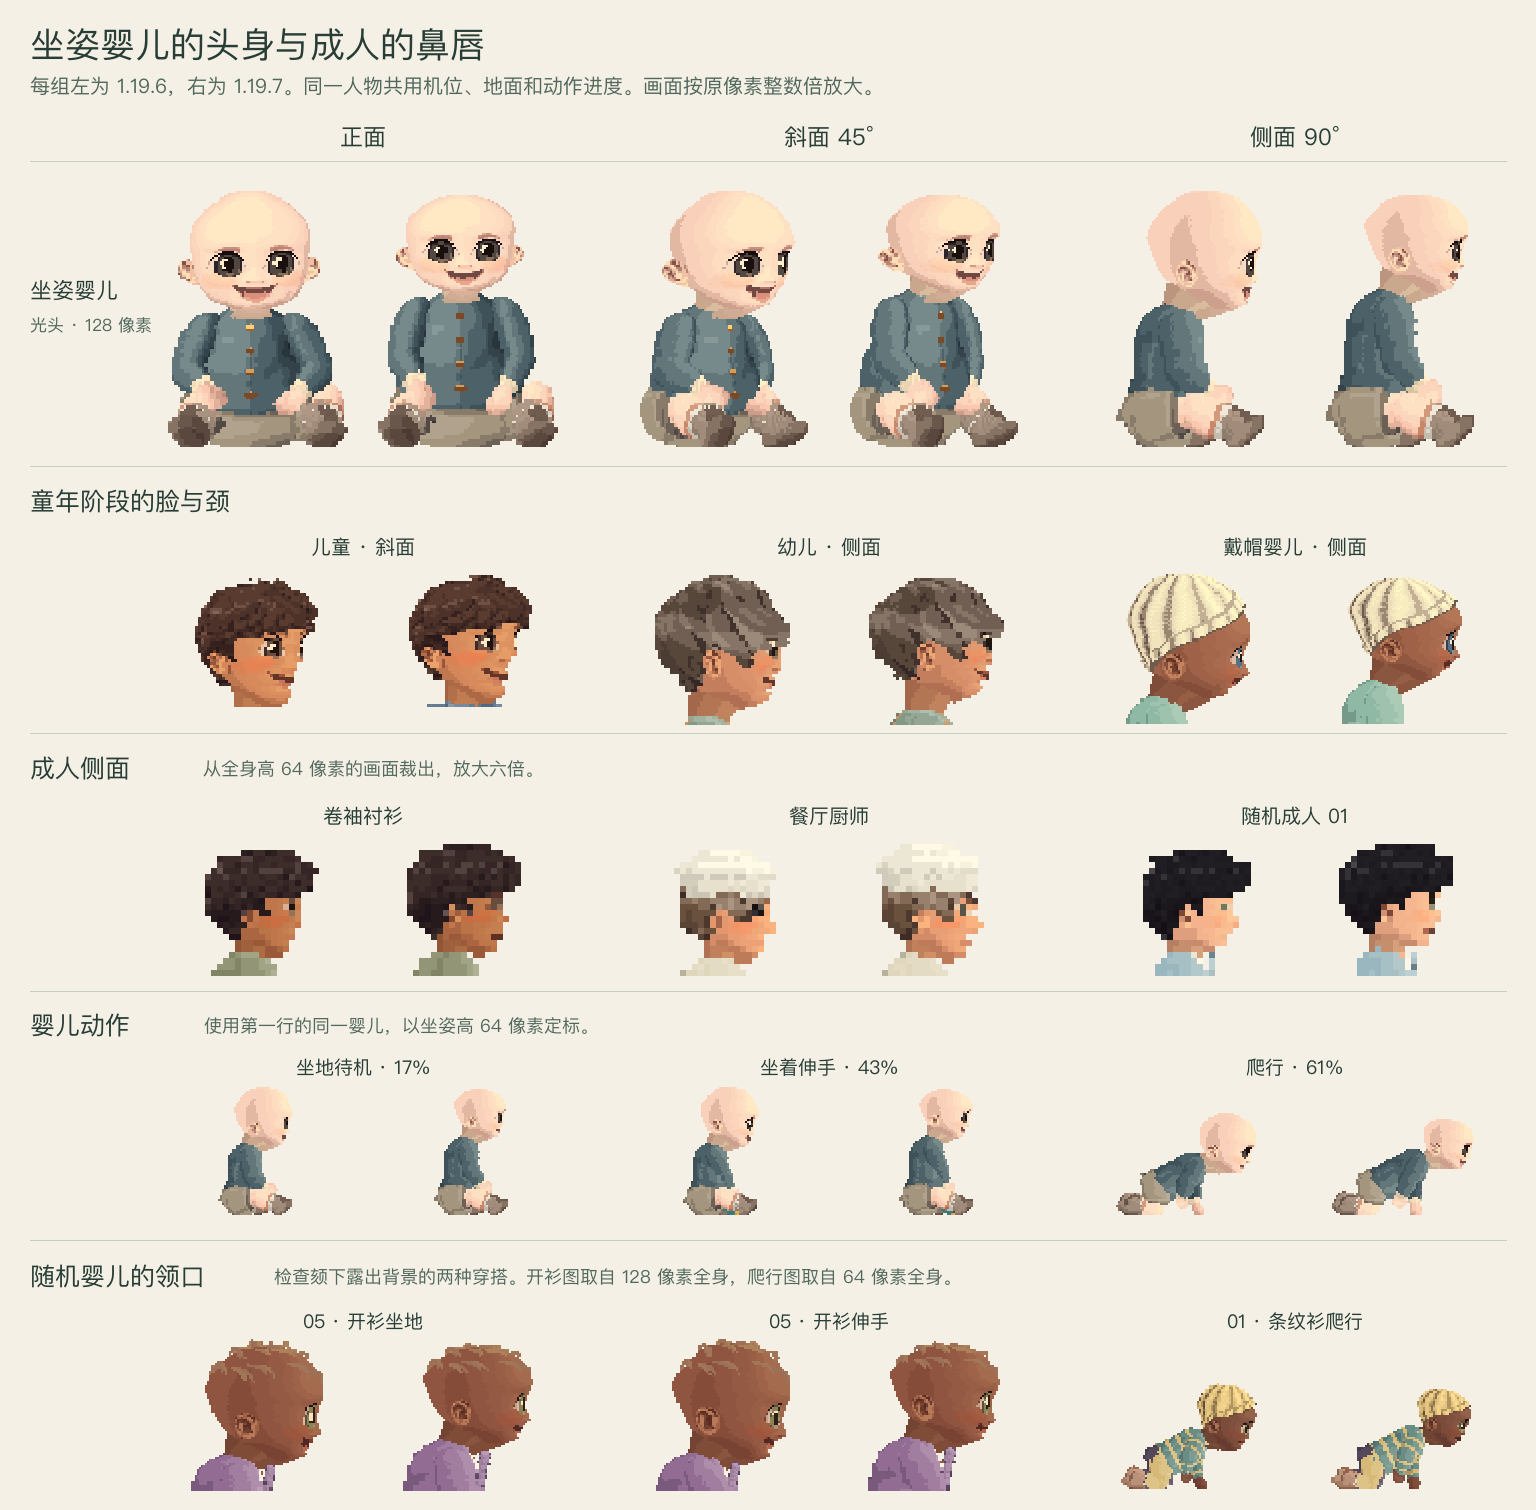 坐姿婴儿的头身与成人的鼻唇
每组左为 1.19.6，右为 1.19.7。同一人物共用机位、地面和动作进度。画面按原像素整数倍放大。
正面
斜面 45°
侧面 90°
坐姿婴儿
光头 · 128 像素
童年阶段的脸与颈
儿童 · 斜面
幼儿 · 侧面
戴帽婴儿 · 侧面
成人侧面
从全身高 64 像素的画面裁出，放大六倍。
卷袖衬衫
餐厅厨师
随机成人 01
婴儿动作
使用第一行的同一婴儿，以坐姿高 64 像素定标。
坐地待机 · 17%
坐着伸手 · 43%
爬行 · 61%
随机婴儿的领口
检查颏下露出背景的两种穿搭。开衫图取自 128 像素全身，爬行图取自 64 像素全身。
05 · 开衫坐地
05 · 开衫伸手
01 · 条纹衫爬行